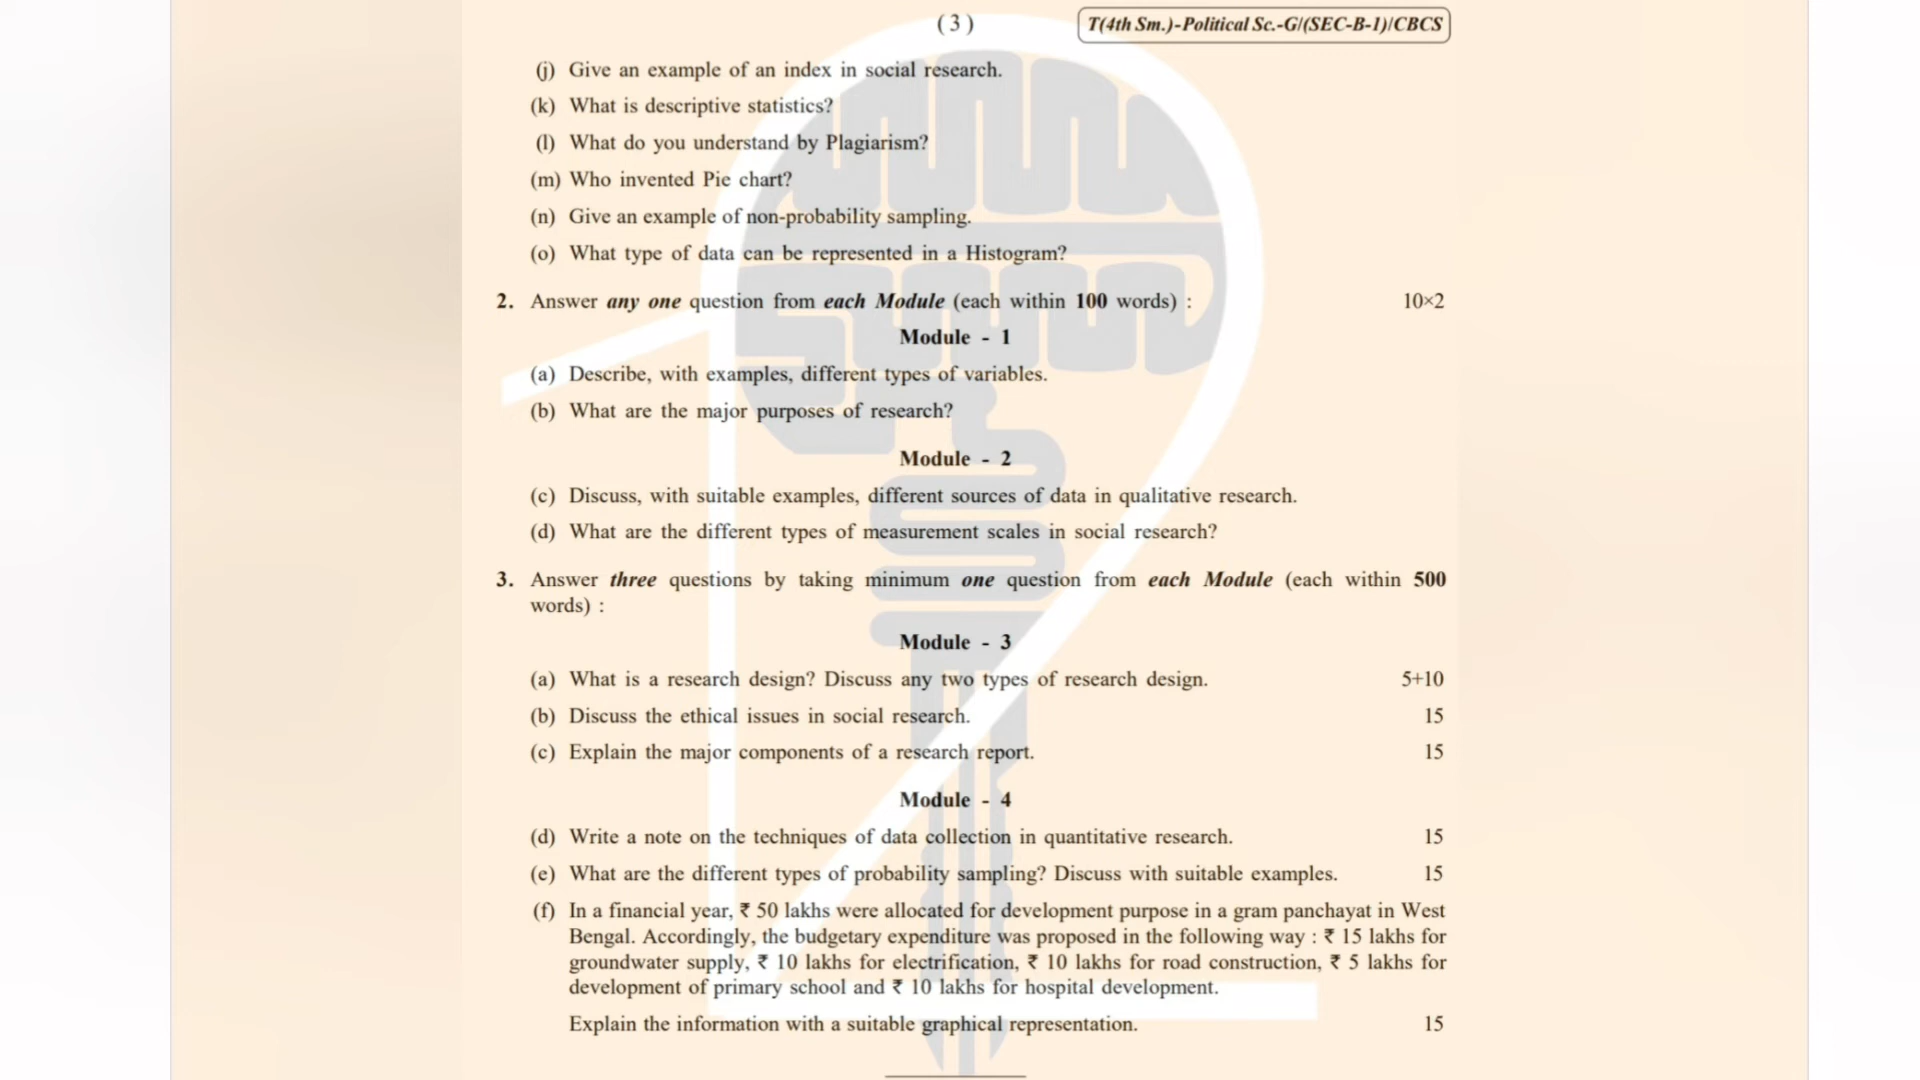 ( 3 )
T(4th Sm.)-Political Sc.-G/(SEC-B-1)/CBCS
(j) Give an example of an index in social research.
(k) What is descriptive statistics?
(l) What do you understand by Plagiarism?
(m) Who invented Pie chart?
(n) Give an example of non-probability sampling.
(o) What type of data can be represented in a Histogram?
2. Answer any one question from each Module (each within 100 words) : 10×2
Module - 1
(a) Describe, with examples, different types of variables.
(b) What are the major purposes of research?
Module - 2
(c) Discuss, with suitable examples, different sources of data in qualitative research.
(d) What are the different types of measurement scales in social research?
3. Answer three questions by taking minimum one question from each Module (each within 500
words) :
Module - 3
(a) What is a research design? Discuss any two types of research design. 5+10
(b) Discuss the ethical issues in social research. 15
(c) Explain the major components of a research report. 15
Module - 4
(d) Write a note on the techniques of data collection in quantitative research. 15
(e) What are the different types of probability sampling? Discuss with suitable examples. 15
(f) In a financial year, ₹ 50 lakhs were allocated for development purpose in a gram panchayat in West
Bengal. Accordingly, the budgetary expenditure was proposed in the following way : ₹ 15 lakhs for
groundwater supply, ₹ 10 lakhs for electrification, ₹ 10 lakhs for road construction, ₹ 5 lakhs for
development of primary school and ₹ 10 lakhs for hospital development.
Explain the information with a suitable graphical representation. 15